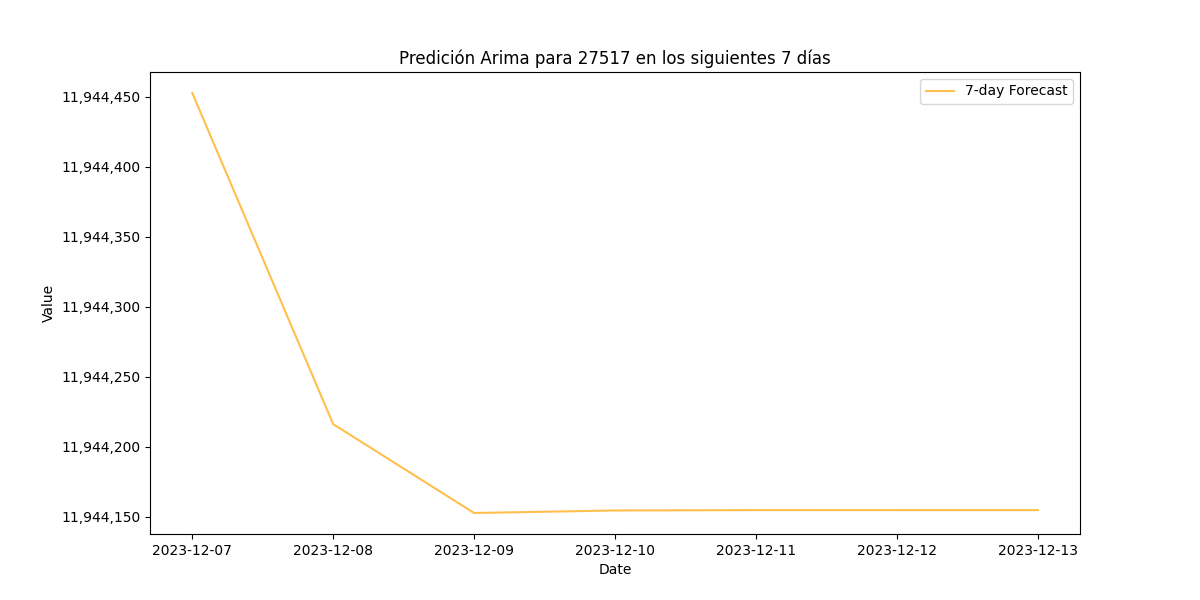 Predición Arima para 27517 en los siguientes 7 días
7-day Forecast
Value
11,944,450
11,944,400
11,944,350
11,944,300
11,944,250
11,944,200
11,944,150
2023-12-07 2023-12-08 2023-12-09 2023-12-10 2023-12-11 2023-12-12 2023-12-13
Date